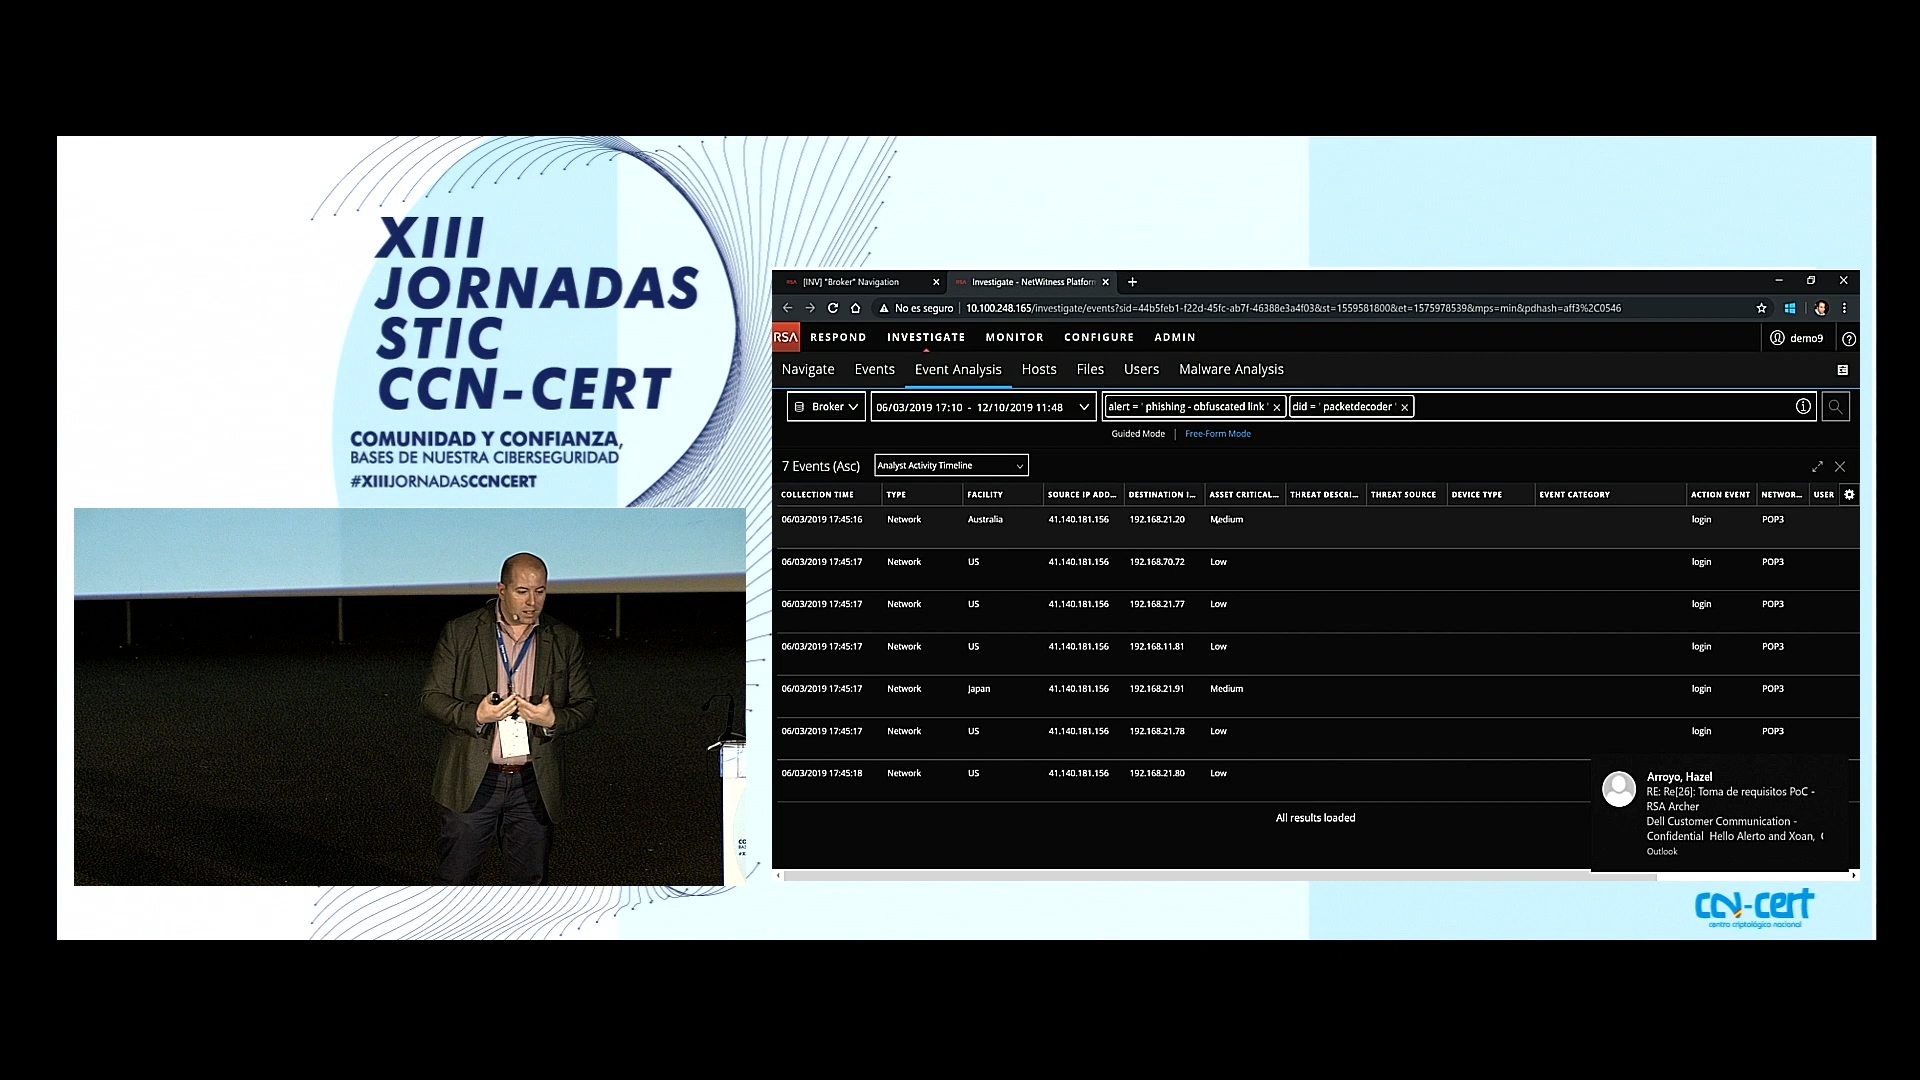 XIII
JORNADAS
STIC
CCN-CERT
COMUNIDAD Y CONFIANZA,
BASES DE NUESTRA CIBERSEGURIDAD
#XIIIJORNADASCCNCERT
[INV] "Broker" Navigation
Investigate - NetWitness Platform
No es seguro 10.100.248.165/investigate/events?sid=44b5feb1-f22d-45fc-ab7f-46388e3a4f03&st=1559581800&et=1575978539&mps=min&pdhash=aff3%2C0546
RSA RESPOND INVESTIGATE MONITOR CONFIGURE ADMIN demo9
Navigate Events Event Analysis Hosts Files Users Malware Analysis
Broker 06/03/2019 17:10 - 12/10/2019 11:48 alert = ' phishing - obfuscated link ' did = ' packetdecoder '
Guided Mode | Free-Form Mode
7 Events (Asc) Analyst Activity Timeline
COLLECTION TIME TYPE FACILITY SOURCE IP ADD... DESTINATION I... ASSET CRITICAL... THREAT DESCRI... THREAT SOURCE DEVICE TYPE EVENT CATEGORY ACTION EVENT NETWOR... USER
06/03/2019 17:45:16 Network Australia 41.140.181.156 192.168.21.20 Medium login POP3
06/03/2019 17:45:17 Network US 41.140.181.156 192.168.70.72 Low login POP3
06/03/2019 17:45:17 Network US 41.140.181.156 192.168.21.77 Low login POP3
06/03/2019 17:45:17 Network US 41.140.181.156 192.168.11.81 Low login POP3
06/03/2019 17:45:17 Network Japan 41.140.181.156 192.168.21.91 Medium login POP3
06/03/2019 17:45:17 Network US 41.140.181.156 192.168.21.78 Low login POP3
06/03/2019 17:45:18 Network US 41.140.181.156 192.168.21.80 Low
All results loaded
Arroyo, Hazel
RE: Re[26]: Toma de requisitos PoC -
RSA Archer
Dell Customer Communication -
Confidential Hello Alerto and Xoan,
Outlook
ccn-cert
centro criptológico nacional